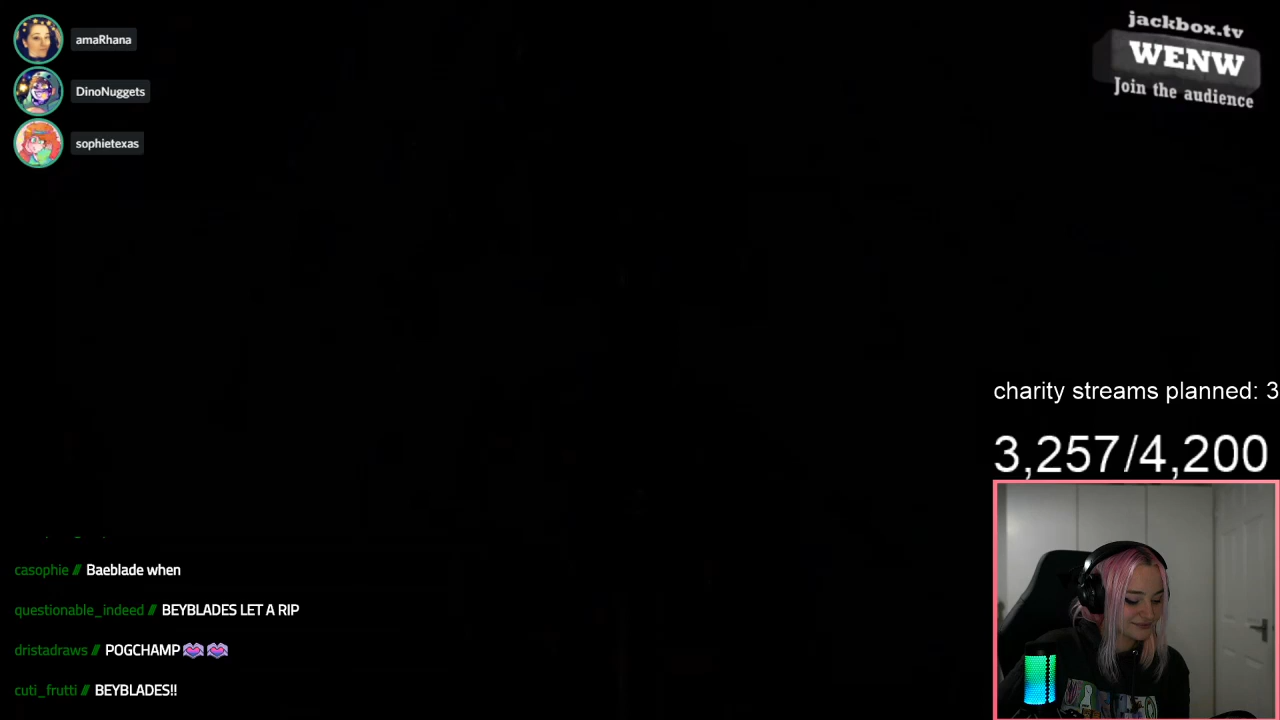 amaRhana
DinoNuggets
sophietexas
jackbox.tv
WENW
Join the audience
charity streams planned: 3
3,257/4,200
casophie // Baeblade when
questionable_indeed // BEYBLADES LET A RIP
dristadraws // POGCHAMP
cuti_frutti // BEYBLADES!!